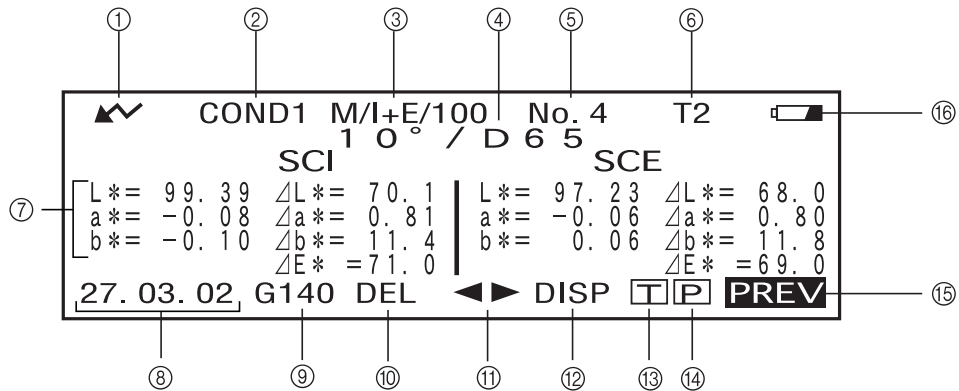 ① ② ③ ④ ⑤ ⑥
COND1 M/I+E/100 No. 4 T2 ⑯
10°/D65
SCI SCE
⑦ L*= 99.39 ⊿L*= 70.1 L*= 97.23 ⊿L*= 68.0
a*= -0.08 ⊿a*= 0.81 a*= -0.06 ⊿a*= 0.80
b*= -0.10 ⊿b*= 11.4 b*= 0.06 ⊿b*= 11.8
⊿E* =71.0 ⊿E* =69.0
27.03.02 G140 DEL ◀▶ DISP T P PREV ⑮
⑧ ⑨ ⑩ ⑪ ⑫ ⑬ ⑭